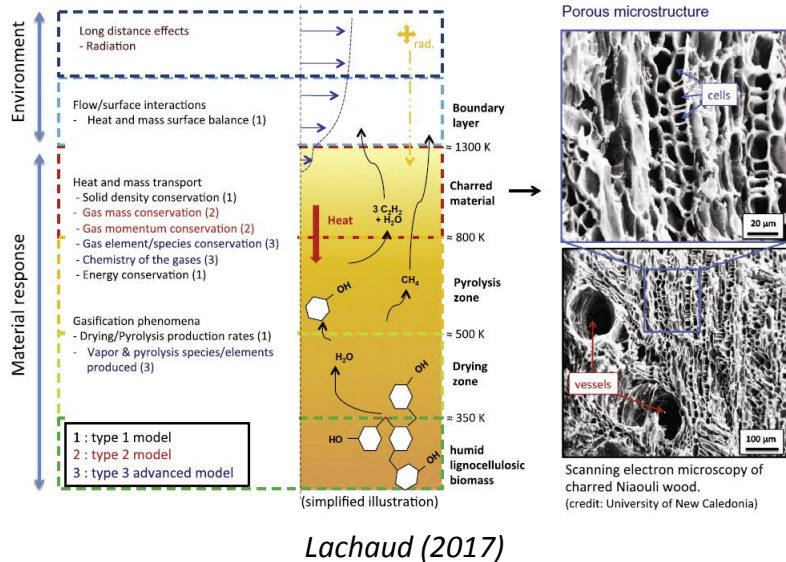 Environment
Material response
Long distance effects
- Radiation
Flow/surface interactions
- Heat and mass surface balance (1)
Heat and mass transport
- Solid density conservation (1)
- Gas mass conservation (2)
- Gas momentum conservation (2)
- Gas element/species conservation (3)
- Chemistry of the gases (3)
- Energy conservation (1)
Gasification phenomena
- Drying/Pyrolysis production rates (1)
- Vapor & pyrolysis species/elements
produced (3)
1 : type 1 model
2 : type 2 model
3 : type 3 advanced model
rad.
Heat
3 C₂H₂
+ H₂O
OH
CH₄
H₂O
OH
HO
OH
(simplified illustration)
Boundary
layer
≈ 1300 K
Charred
material
≈ 800 K
Pyrolysis
zone
≈ 500 K
Drying
zone
≈ 350 K
humid
lignocellulosic
biomass
Porous microstructure
cells
20 µm
vessels
100 µm
Scanning electron microscopy of
charred Niaouli wood.
(credit: University of New Caledonia)
Lachaud (2017)